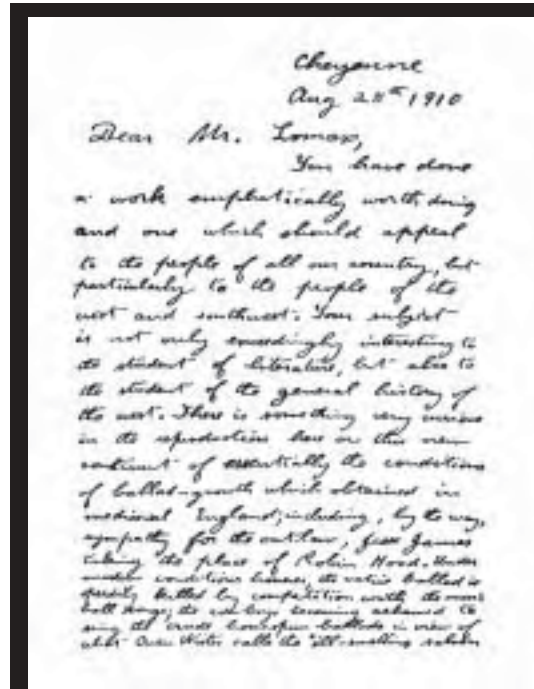 Cheyenne
Aug 28th 1910
Dear Mr. Lomax,
You have done
a work emphatically worth doing
and one which should appeal
to the people of all our country, but
particularly to the people of the
west and southwest. Your subject
is not only exceedingly interesting to
the student of literature, but also to
the student of the general history of
the west. There is something very curious
in the reproduction here on this new
continent of essentially the conditions
of ballad-growth which obtained in
mediæval England; including, by the way,
sympathy for the outlaw, Jesse James
taking the place of Robin Hood. Under
modern conditions however, the native ballad is
speedily killed by competition with the music
hall songs; the cowboys becoming ashamed to
sing the crude homespun ballads in view of
what Owen Wister calls the "ill-smelling saloon